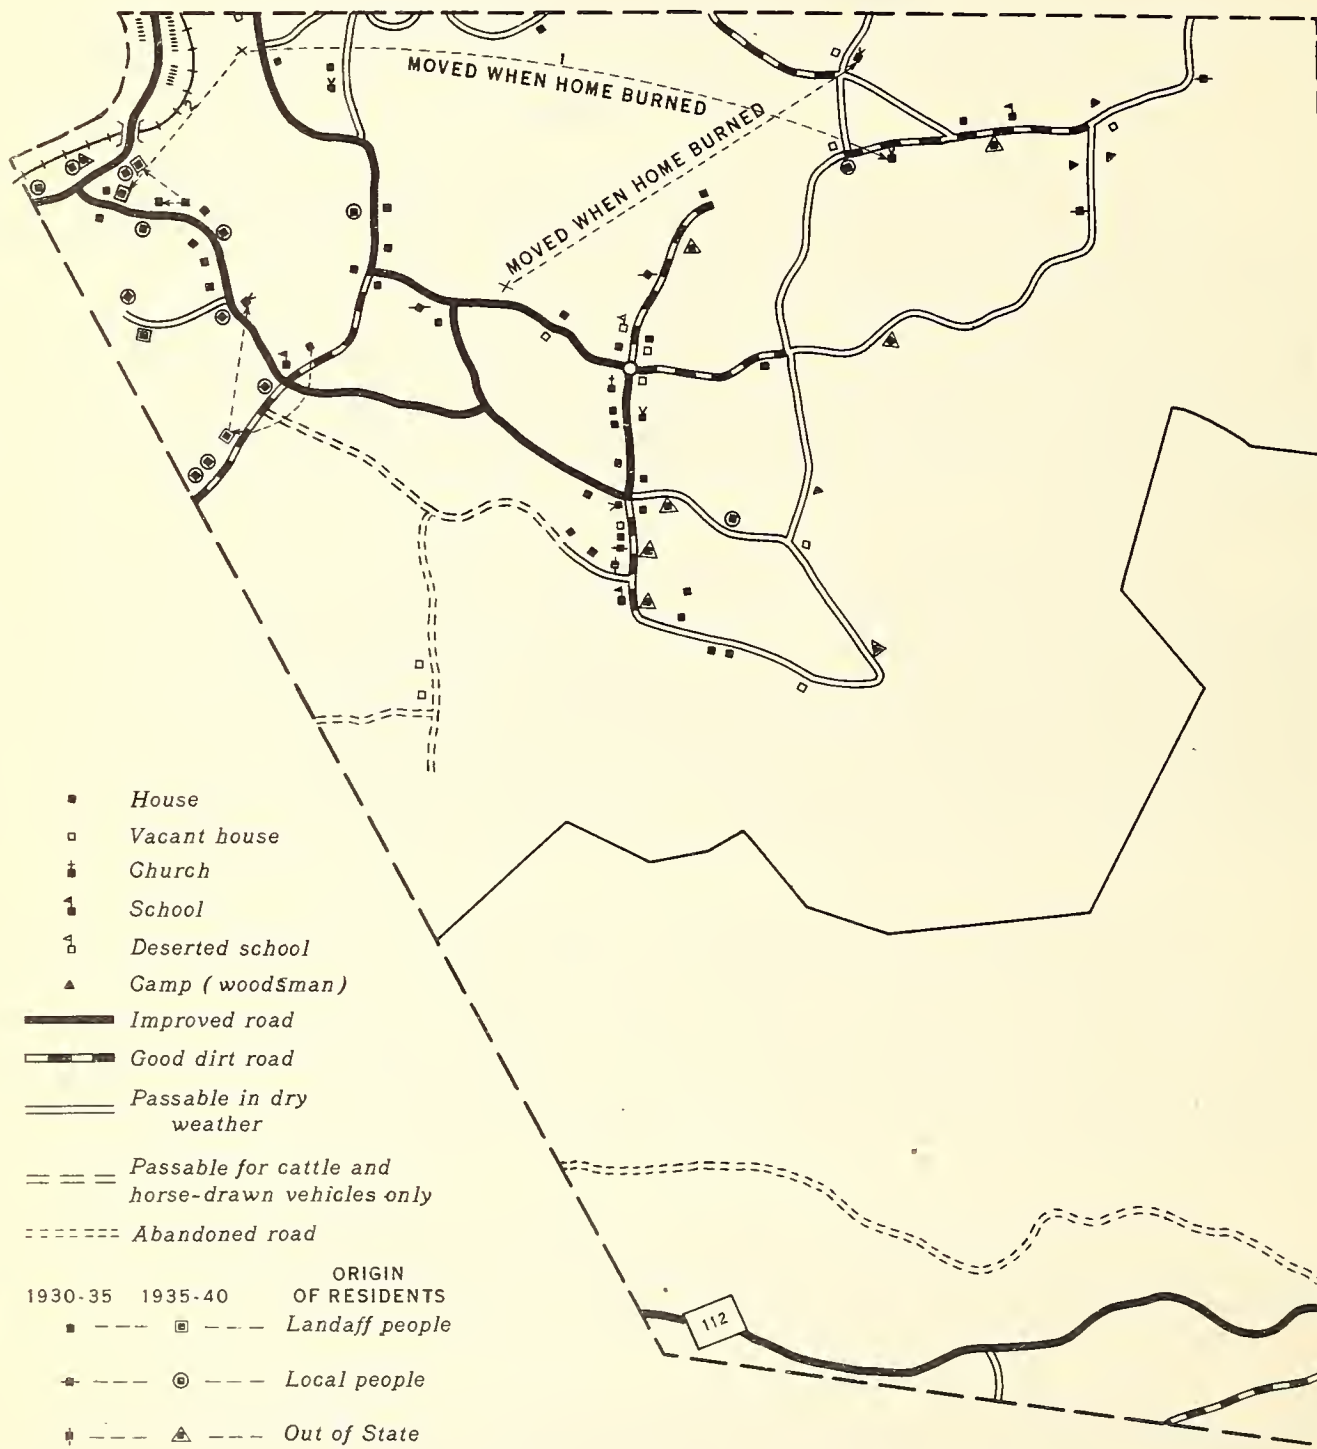 1
MOVED WHEN HOME BURNED
2
MOVED WHEN HOME BURNED
House
Vacant house
Church
School
Deserted school
Camp (woodsman)
Improved road
Good dirt road
Passable in dry
weather
Passable for cattle and
horse-drawn vehicles only
Abandoned road
ORIGIN
1930-35 1935-40 OF RESIDENTS
Landaff people
Local people
Out of State
112